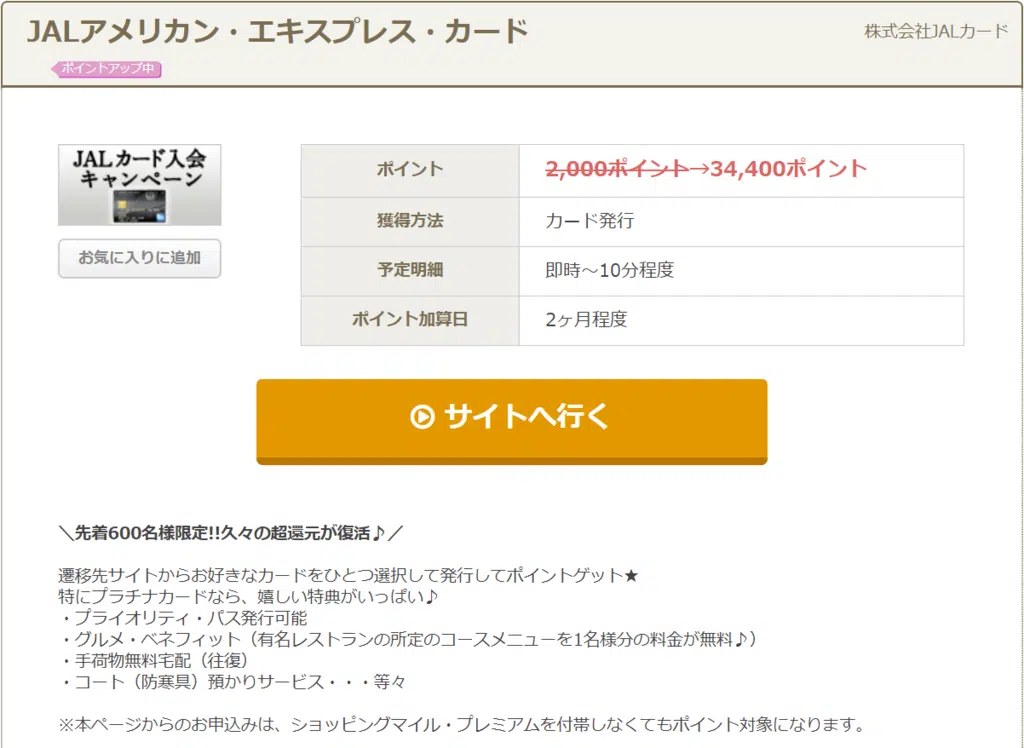 JALアメリカン・エキスプレス・カード
株式会社JALカード
ポイントアップ中
JALカード入会
キャンペーン
お気に入りに追加
ポイント
2,000ポイント→34,400ポイント
獲得方法
カード発行
予定明細
即時～10分程度
ポイント加算日
2ヶ月程度
サイトへ行く
＼先着600名様限定!!久々の超還元が復活♪／
遷移先サイトからお好きなカードをひとつ選択して発行してポイントゲット★
特にプラチナカードなら、嬉しい特典がいっぱい♪
・プライオリティ・パス発行可能
・グルメ・ベネフィット（有名レストランの所定のコースメニューを1名様分の料金が無料♪）
・手荷物無料宅配（往復）
・コート（防寒具）預かりサービス・・・等々
※本ページからのお申込みは、ショッピングマイル・プレミアムを付帯しなくてもポイント対象になります。